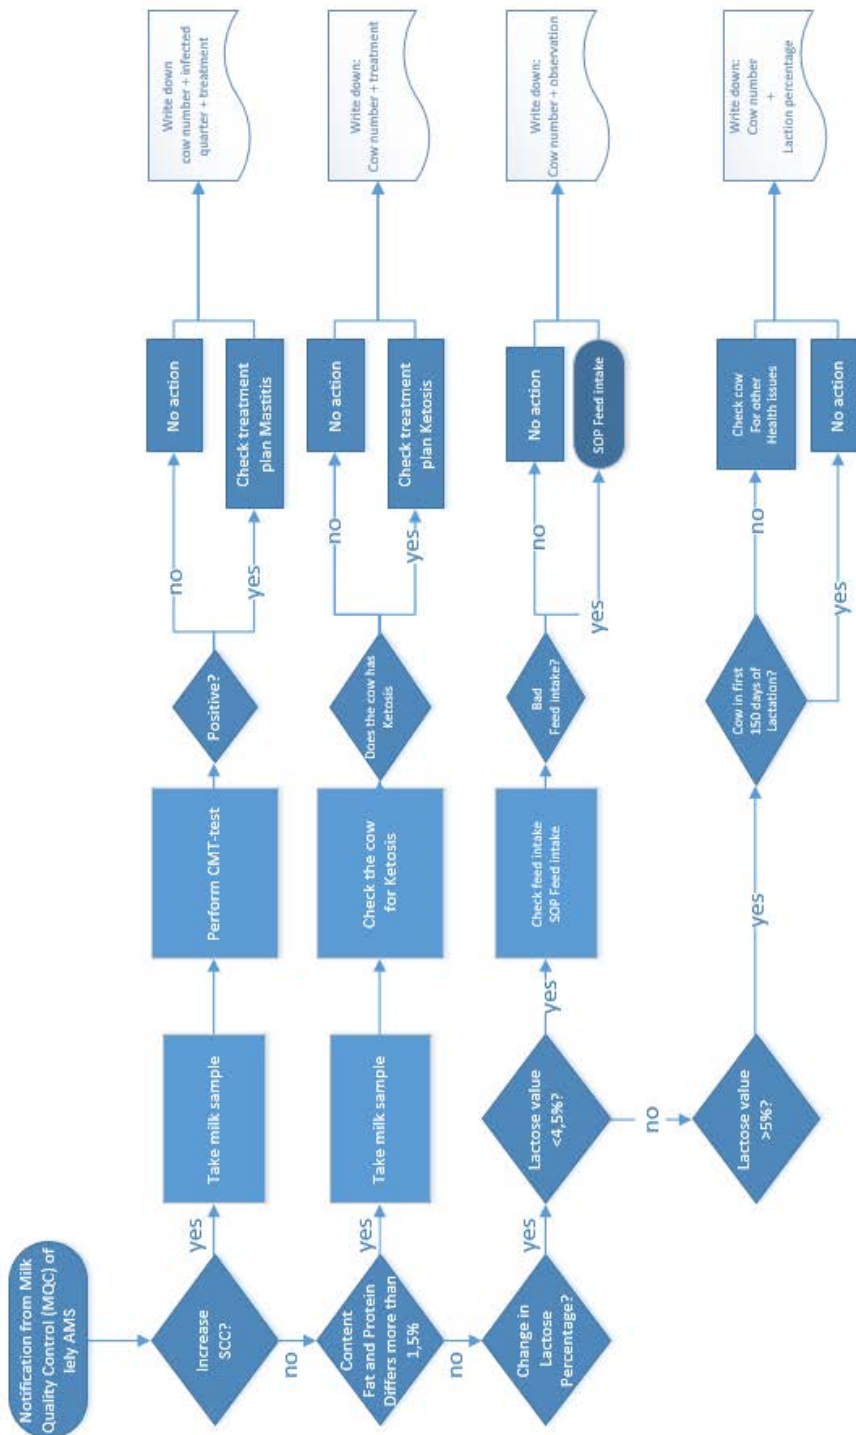 Notification from Milk
Quality Control (MQC) of
lely AMS
Increase
SCC?
yes
Take milk sample
Perform CMT-test
Positive?
no
No action
yes
Check treatment
plan Mastitis
Write down
cow number + infected
quarter + treatment
no
Content
Fat and Protein
Differs more than
1,5%
yes
Take milk sample
Check the cow
for Ketosis
Does the cow has
Ketosis
no
No action
yes
Check treatment
plan Ketosis
Write down:
Cow number + treatment
no
Change in
Lactose
Percentage?
yes
Lactose value
<4,5%?
yes
Check feed intake
SOP Feed intake
Bad
Feed intake?
no
No action
yes
SOP Feed intake
Write down:
Cow number + observation
no
Lactose value
>5%?
yes
Cow in first
150 days of
Lactation?
no
Check cow
For other
Health Issues
yes
No action
Write down:
Cow number
+
Laction percentage